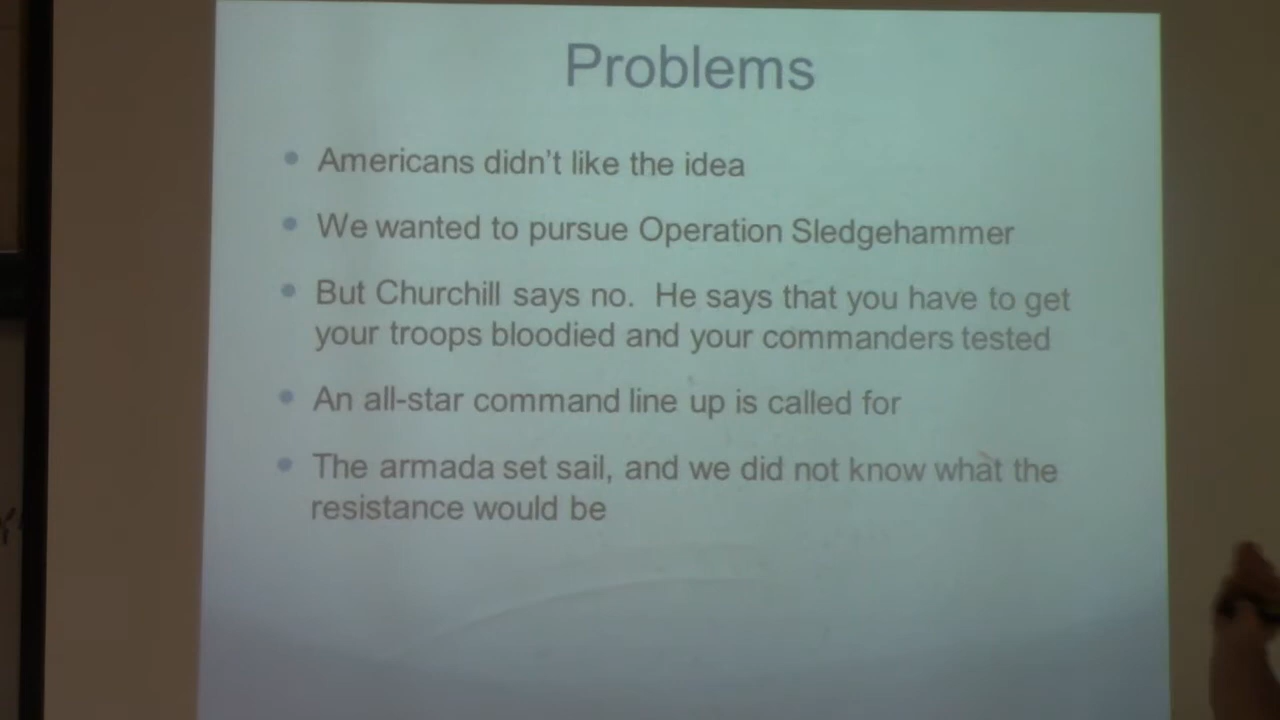 Problems
• Americans didn't like the idea
• We wanted to pursue Operation Sledgehammer
• But Churchill says no. He says that you have to get
your troops bloodied and your commanders tested
• An all-star command line up is called for
• The armada set sail, and we did not know what the
resistance would be